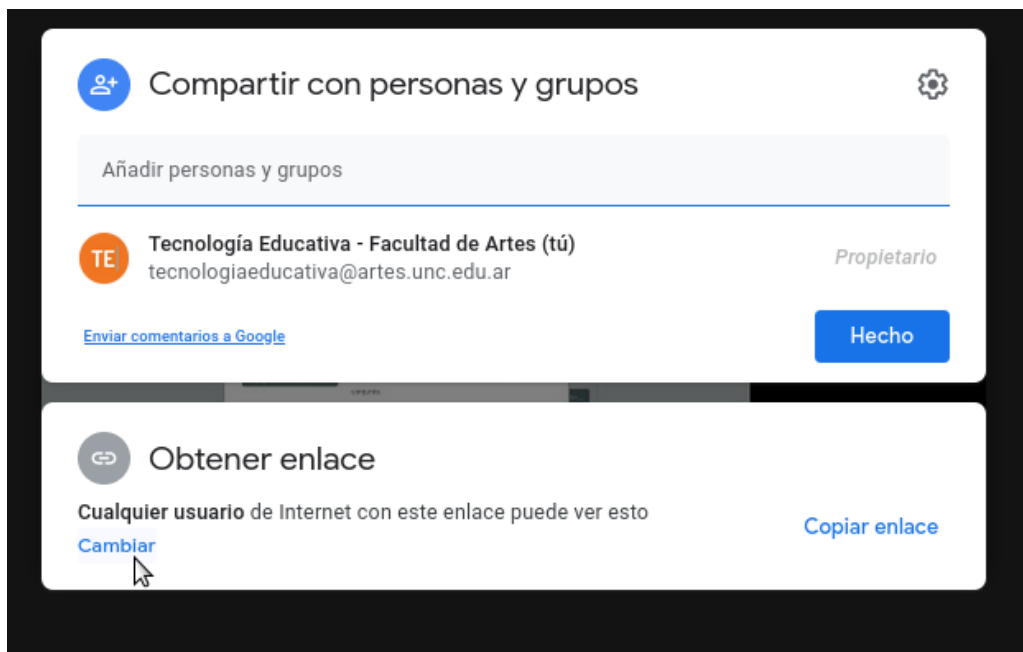 Compartir con personas y grupos
Añadir personas y grupos
TE
Tecnología Educativa - Facultad de Artes (tú)
tecnologiaeducativa@artes.unc.edu.ar
Propietario
Enviar comentarios a Google
Hecho
Obtener enlace
Cualquier usuario de Internet con este enlace puede ver esto
Copiar enlace
Cambiar